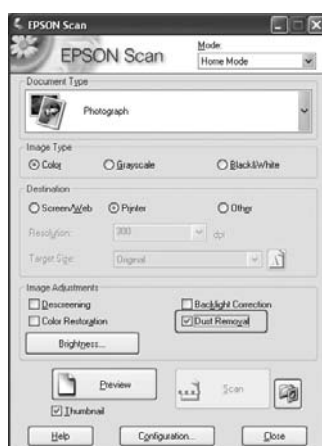 EPSON Scan
EPSON Scan
Mode:
Home Mode
Document Type
Photograph
Image Type
Color Grayscale Black&White
Destination
Screen/Web Printer Other
Resolution: 300 dpi
Target Size: Original
Image Adjustments
Descreening Backlight Correction
Color Restoration Dust Removal
Brightness...
Preview Scan
Thumbnail
Help Configuration... Close